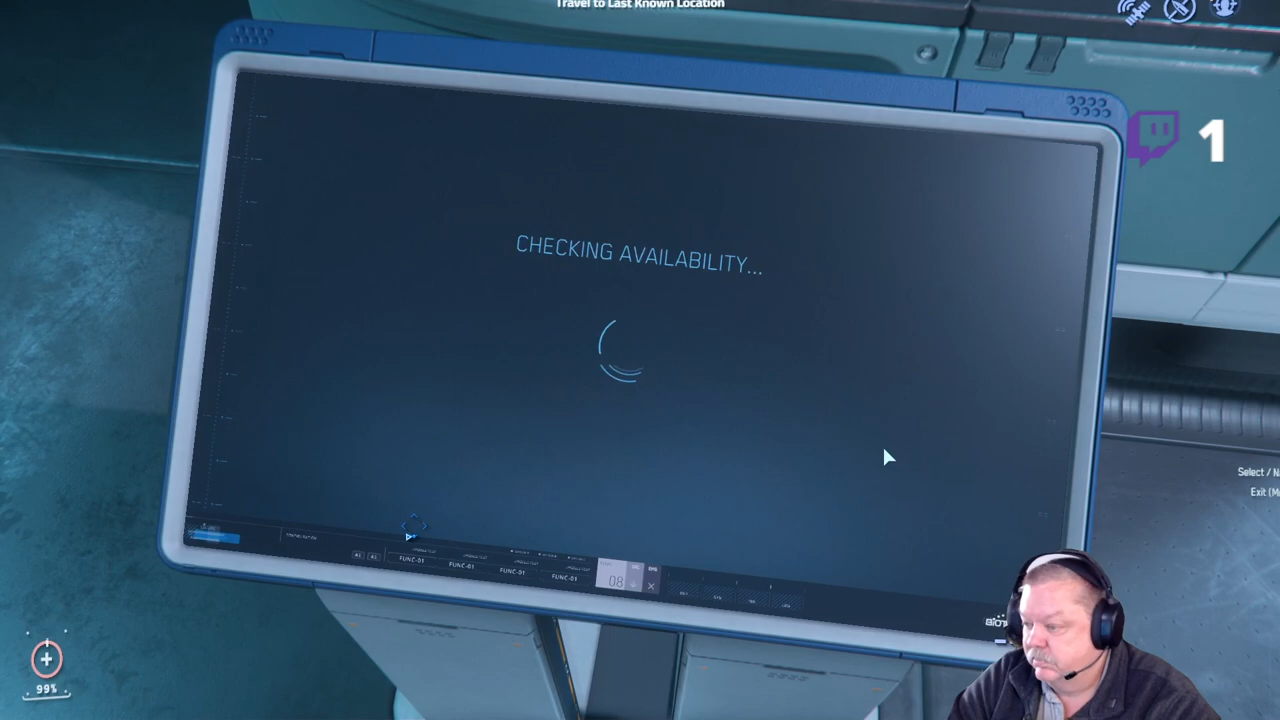 Travel to Last Known Location
1
CHECKING AVAILABILITY...
FUNC-01
FUNC-01
FUNC-01
FUNC-01
08
Select / N
Exit (M
99%